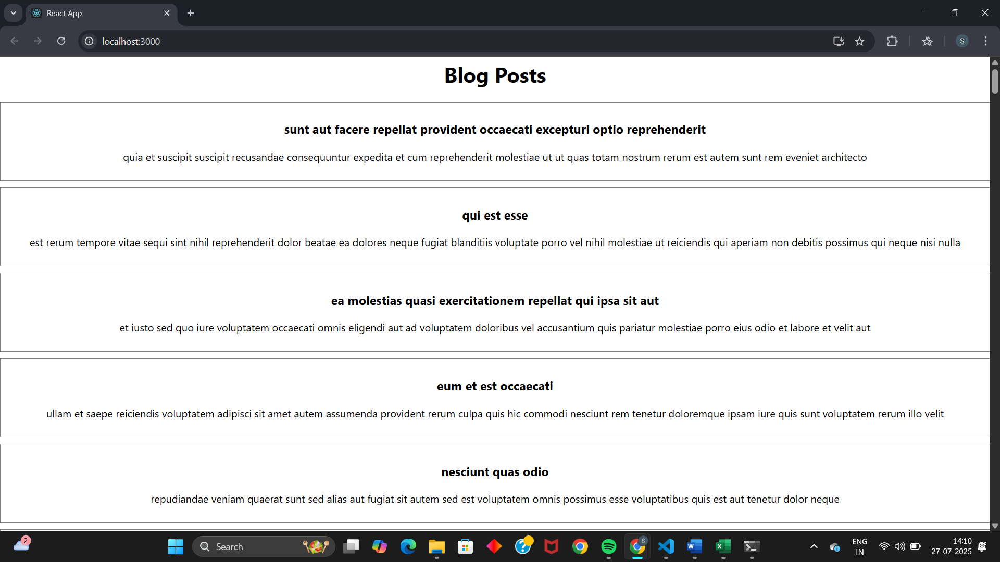 React App
localhost:3000
S
Blog Posts
sunt aut facere repellat provident occaecati excepturi optio reprehenderit
quia et suscipit suscipit recusandae consequuntur expedita et cum reprehenderit molestiae ut ut quas totam nostrum rerum est autem sunt rem eveniet architecto
qui est esse
est rerum tempore vitae sequi sint nihil reprehenderit dolor beatae ea dolores neque fugiat blanditiis voluptate porro vel nihil molestiae ut reiciendis qui aperiam non debitis possimus qui neque nisi nulla
ea molestias quasi exercitationem repellat qui ipsa sit aut
et iusto sed quo iure voluptatem occaecati omnis eligendi aut ad voluptatem doloribus vel accusantium quis pariatur molestiae porro eius odio et labore et velit aut
eum et est occaecati
ullam et saepe reiciendis voluptatem adipisci sit amet autem assumenda provident rerum culpa quis hic commodi nesciunt rem tenetur doloremque ipsam iure quis sunt voluptatem rerum illo velit
nesciunt quas odio
repudiandae veniam quaerat sunt sed alias aut fugiat sit autem sed est voluptatem omnis possimus esse voluptatibus quis est aut tenetur dolor neque
2
Search
S
ENG
IN
14:10
27-07-2025